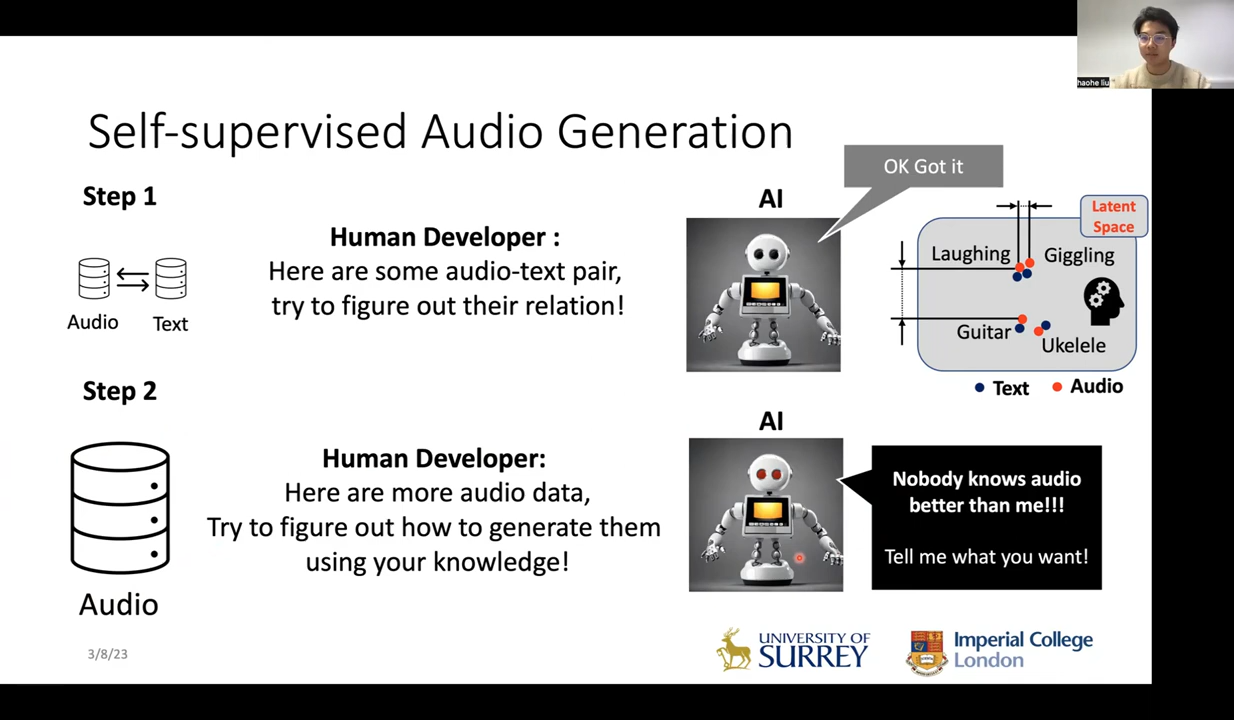 haohe liu
Self-supervised Audio Generation
Step 1
Audio
Text
Human Developer :
Here are some audio-text pair,
try to figure out their relation!
AI
OK Got it
Latent
Space
Laughing
Giggling
Guitar
Ukelele
Text
Audio
Step 2
Audio
Human Developer:
Here are more audio data,
Try to figure out how to generate them
using your knowledge!
AI
Nobody knows audio
better than me!!!
Tell me what you want!
3/8/23
UNIVERSITY OF
SURREY
Imperial College
London